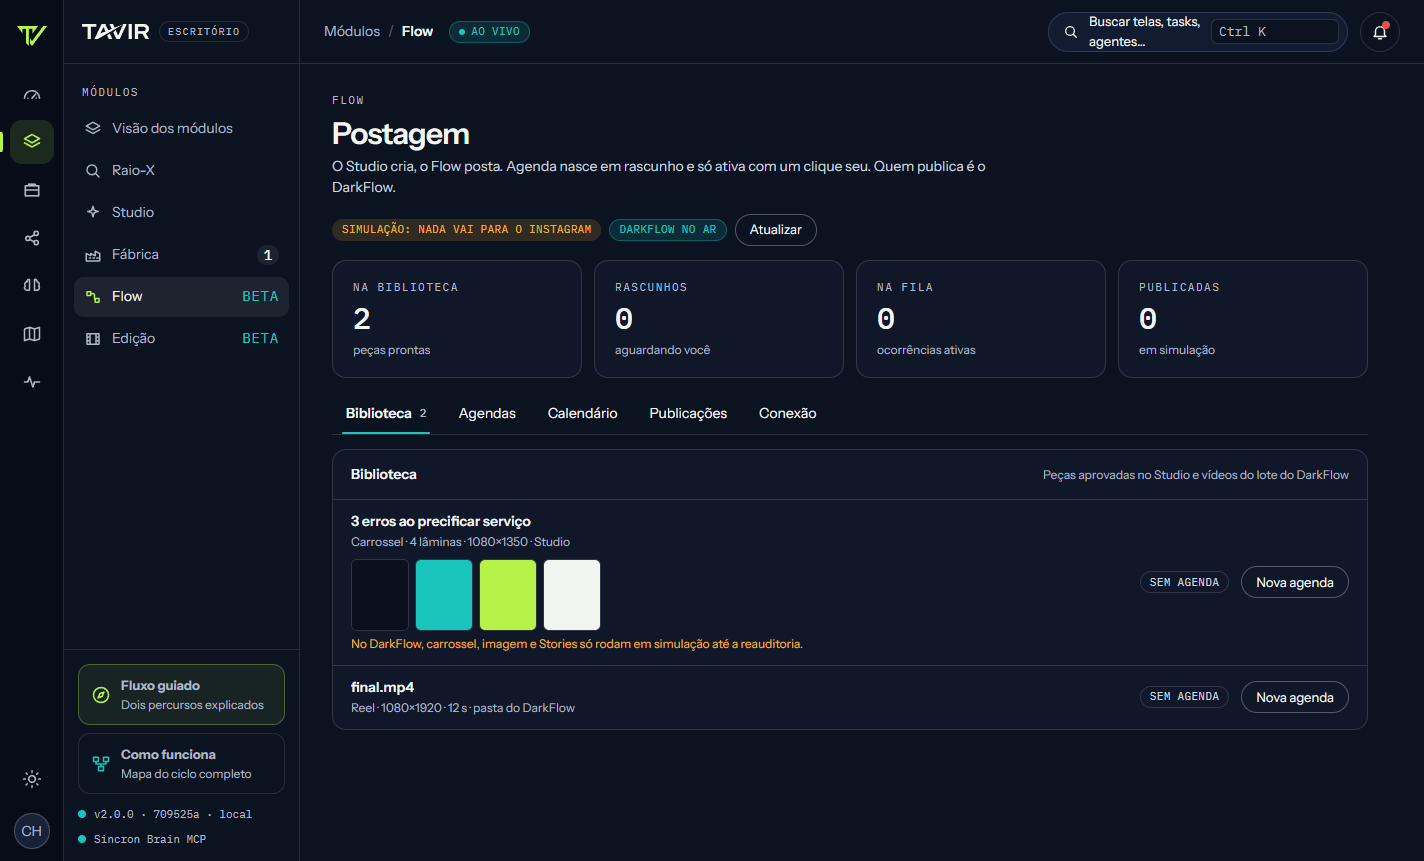 TAVIR
ESCRITÓRIO
Módulos / Flow
AO VIVO
Buscar telas, tasks,
agentes...
Ctrl K
MÓDULOS
Visão dos módulos
Raio-X
Studio
Fábrica 1
Flow BETA
Edição BETA
Fluxo guiado
Dois percursos explicados
Como funciona
Mapa do ciclo completo
v2.0.0 · 709525a · local
Sincron Brain MCP
CH
FLOW
Postagem
O Studio cria, o Flow posta. Agenda nasce em rascunho e só ativa com um clique seu. Quem publica é o
DarkFlow.
SIMULAÇÃO: NADA VAI PARA O INSTAGRAM
DARKFLOW NO AR
Atualizar
NA BIBLIOTECA
2
peças prontas
RASCUNHOS
0
aguardando você
NA FILA
0
ocorrências ativas
PUBLICADAS
0
em simulação
Biblioteca 2
Agendas
Calendário
Publicações
Conexão
Biblioteca
Peças aprovadas no Studio e vídeos do lote do DarkFlow
3 erros ao precificar serviço
Carrossel · 4 lâminas · 1080×1350 · Studio
SEM AGENDA
Nova agenda
No DarkFlow, carrossel, imagem e Stories só rodam em simulação até a reauditoria.
final.mp4
Reel · 1080×1920 · 12 s · pasta do DarkFlow
SEM AGENDA
Nova agenda